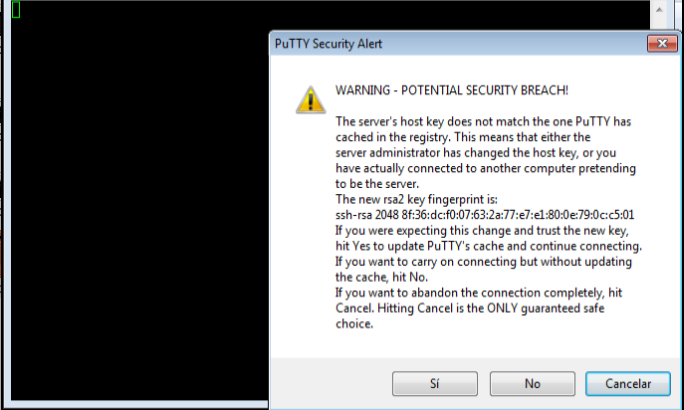 PuTTY Security Alert
WARNING - POTENTIAL SECURITY BREACH!
The server's host key does not match the one PuTTY has
cached in the registry. This means that either the
server administrator has changed the host key, or you
have actually connected to another computer pretending
to be the server.
The new rsa2 key fingerprint is:
ssh-rsa 2048 8f:36:dc:f0:07:63:2a:77:e7:e1:80:0e:79:0c:c5:01
If you were expecting this change and trust the new key,
hit Yes to update PuTTY's cache and continue connecting.
If you want to carry on connecting but without updating
the cache, hit No.
If you want to abandon the connection completely, hit
Cancel. Hitting Cancel is the ONLY guaranteed safe
choice.
Sí No Cancelar